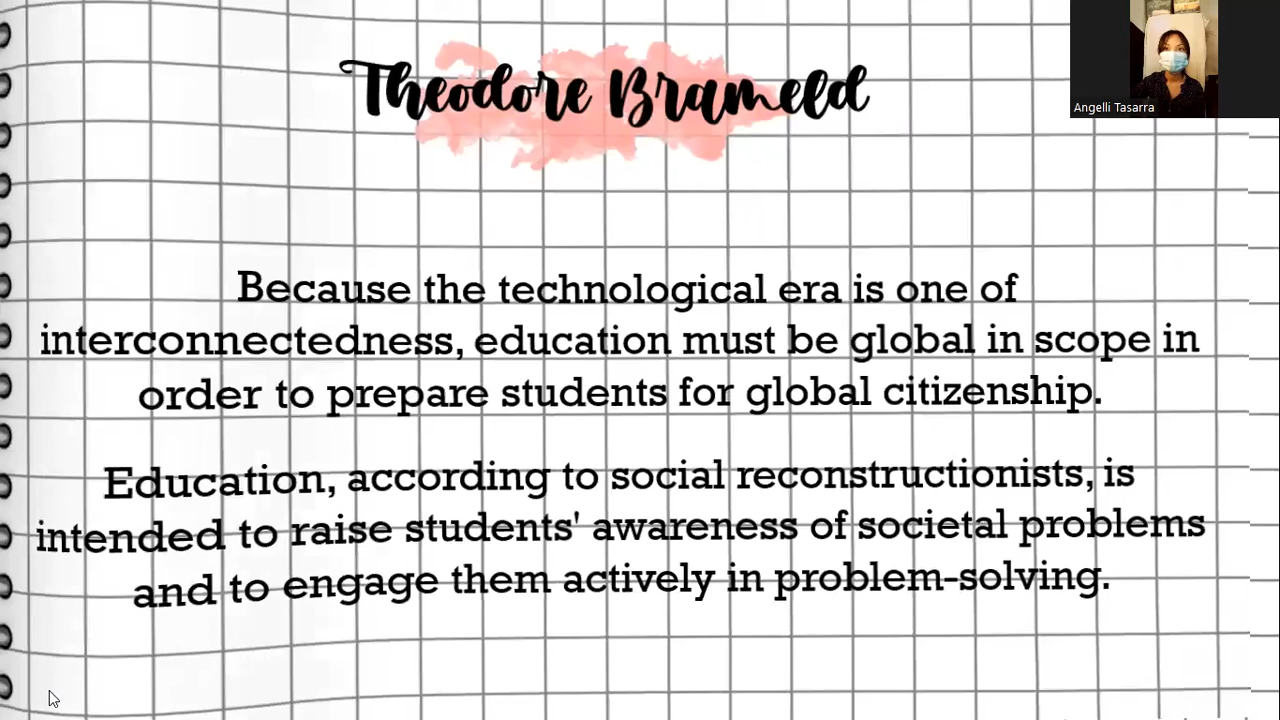 Theodore Brameld
Angelli Tasarra
Because the technological era is one of
interconnectedness, education must be global in scope in
order to prepare students for global citizenship.
Education, according to social reconstructionists, is
intended to raise students' awareness of societal problems
and to engage them actively in problem-solving.